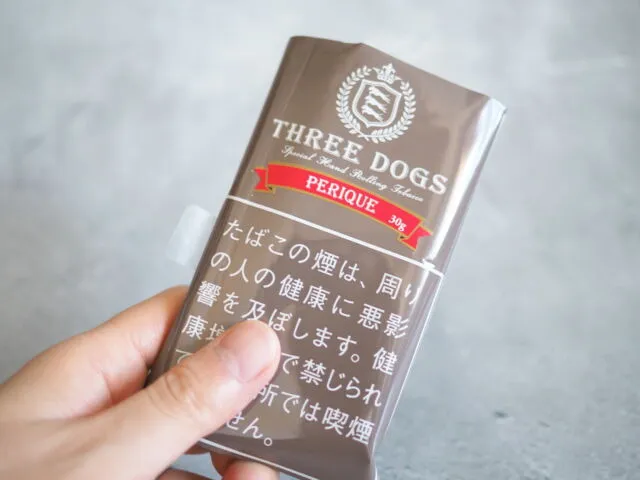 THREE DOGS
Special Hand Rolling Tobacco
PERIQUE
30g
たばこの煙は、周り
の人の健康に悪影
響を及ぼします。健
康 で禁じられ
所では喫煙
せん。